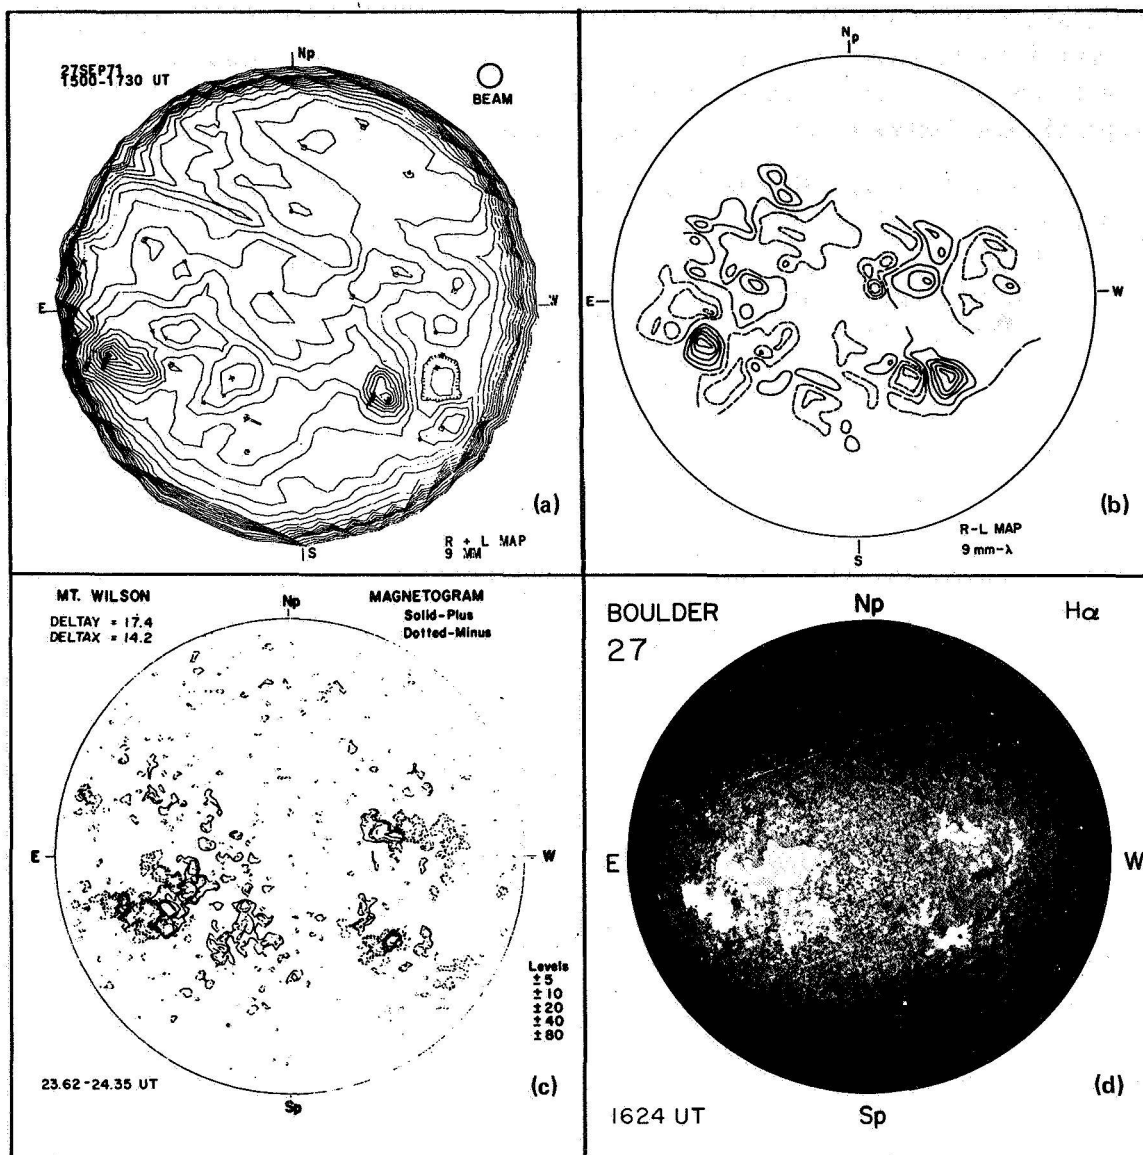 Np
27SEP71
1500-1730 UT
BEAM
E
W
(a)
R + L MAP
9 MM
S
Np
E
W
(b)
R-L MAP
9 mm-λ
S
MT. WILSON
DELTAY = 17.4
DELTAX = 14.2
Np
MAGNETOGRAM
Solid-Plus
Dotted-Minus
E
W
Levels
±5
±10
±20
±40
±80
23.62-24.35 UT
(c)
Sp
BOULDER
27
Np
Hα
E
W
(d)
1624 UT
Sp